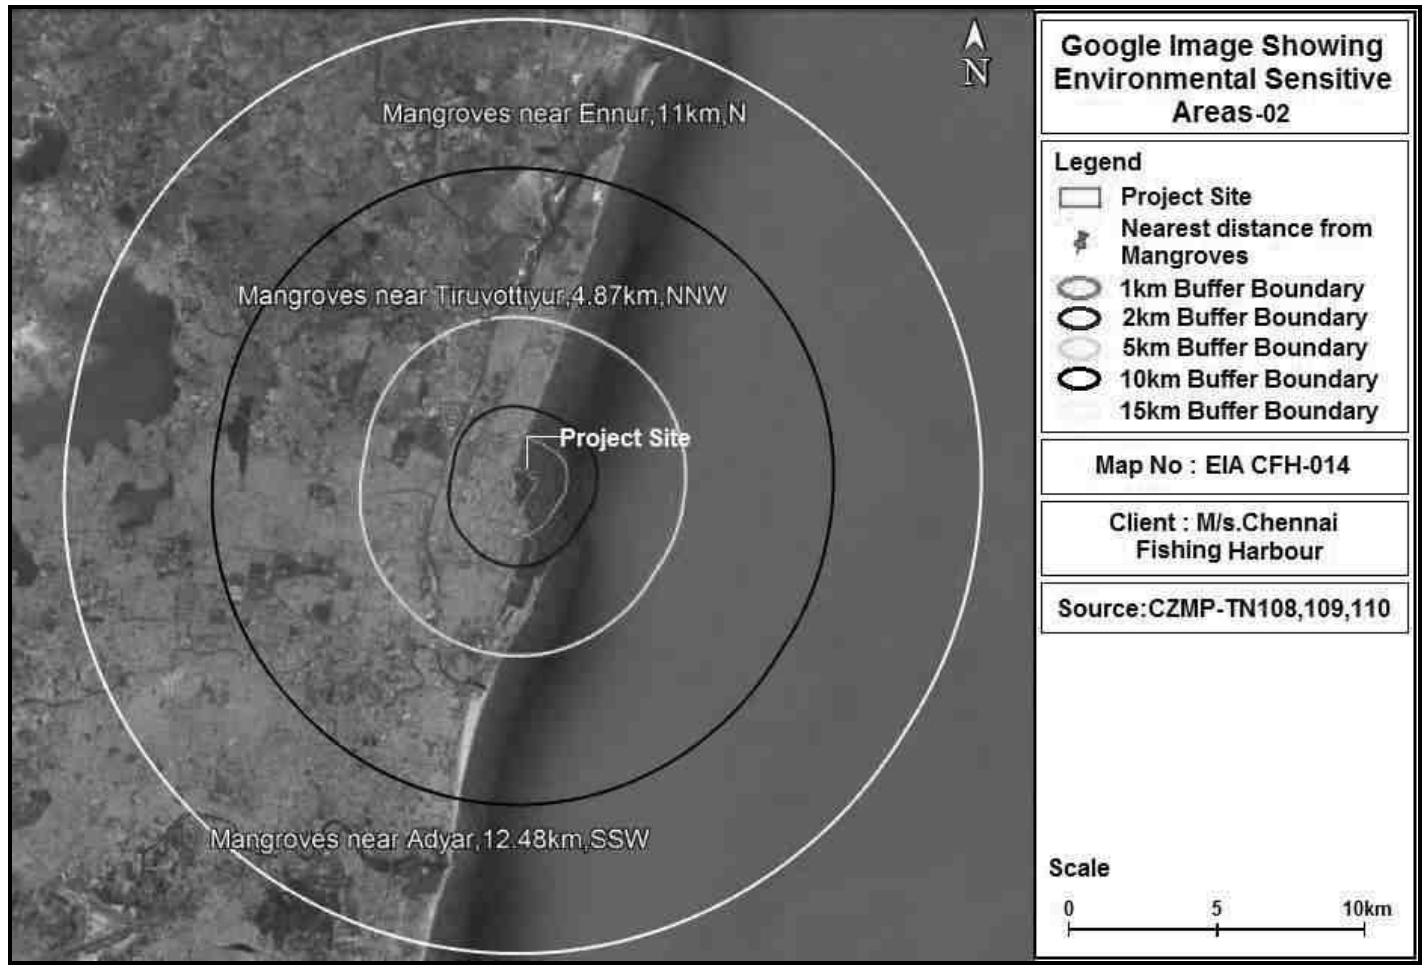 N
Mangroves near Ennur,11km,N
Mangroves near Tiruvottiyur,4.87km,NNW
Project Site
Mangroves near Adyar,12.48km,SSW
Google Image Showing
Environmental Sensitive
Areas-02
Legend
Project Site
Nearest distance from
Mangroves
1km Buffer Boundary
2km Buffer Boundary
5km Buffer Boundary
10km Buffer Boundary
15km Buffer Boundary
Map No : EIA CFH-014
Client : M/s.Chennai
Fishing Harbour
Source:CZMP-TN108,109,110
Scale
0 5 10km